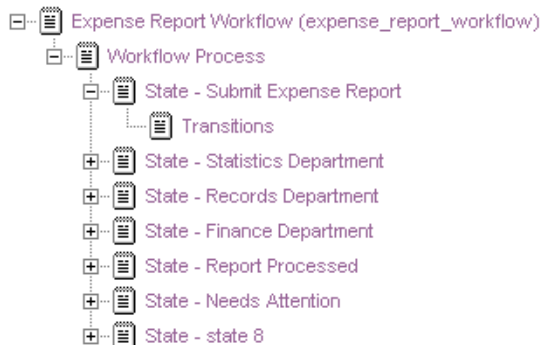 Expense Report Workflow (expense_report_workflow)
Workflow Process
State - Submit Expense Report
Transitions
State - Statistics Department
State - Records Department
State - Finance Department
State - Report Processed
State - Needs Attention
State - state 8